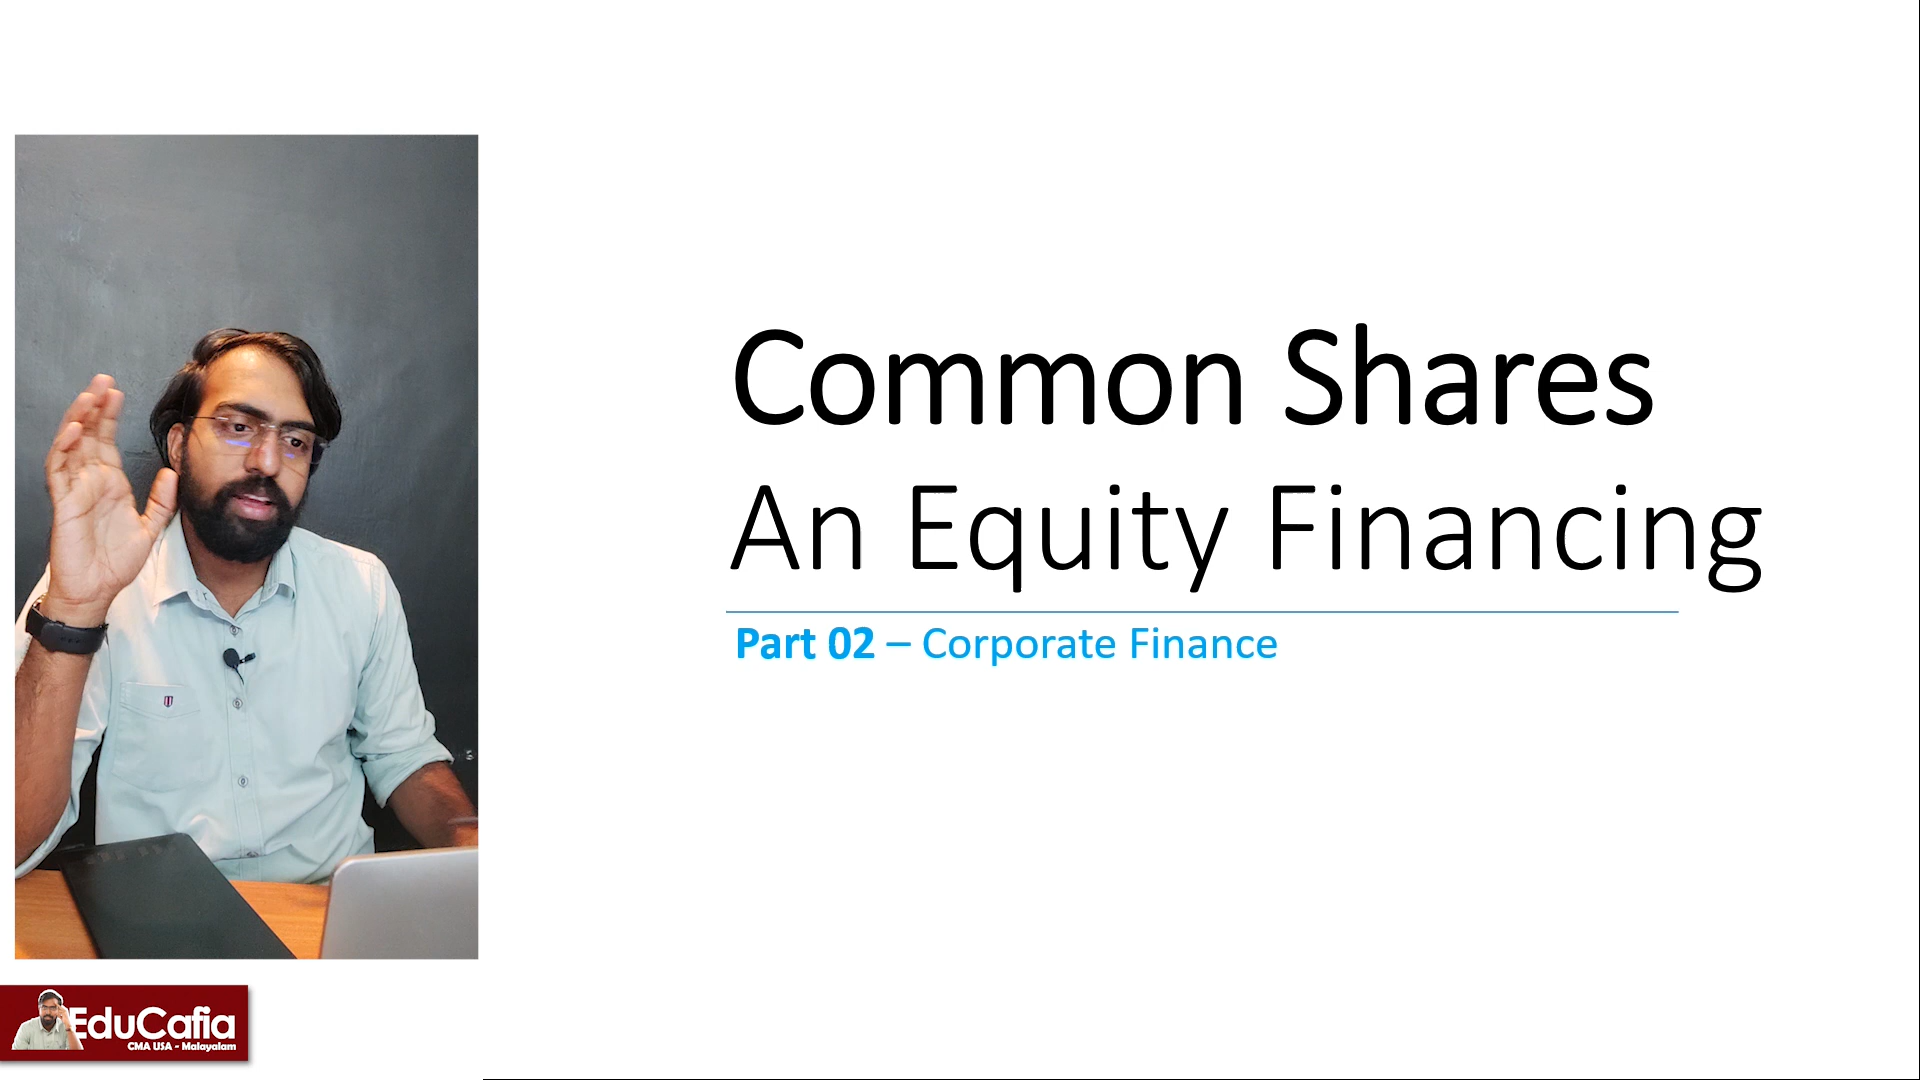 Common Shares
An Equity Financing
Part 02 – Corporate Finance
EduCafia
CMA USA - Malayalam